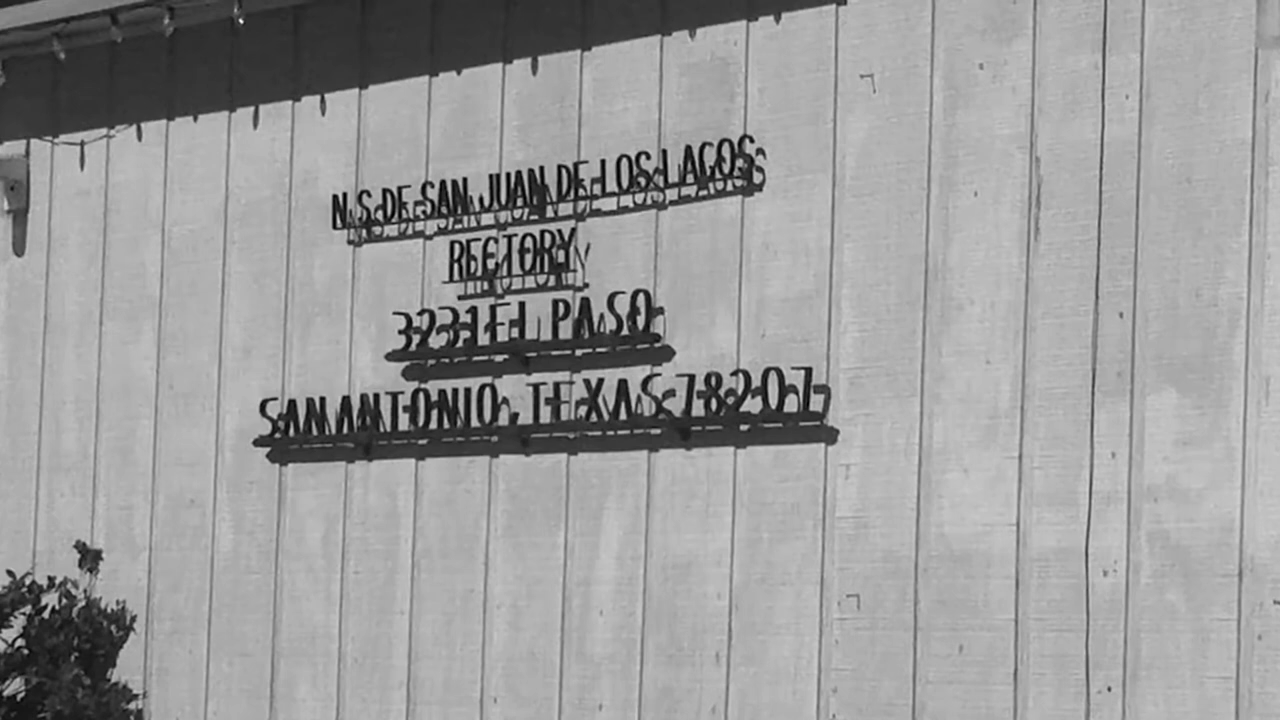 N.S. DE SAN JUAN DE LOS LAGOS
RECTORY
3231 EL PASO
SAN ANTONIO, TEXAS 78207